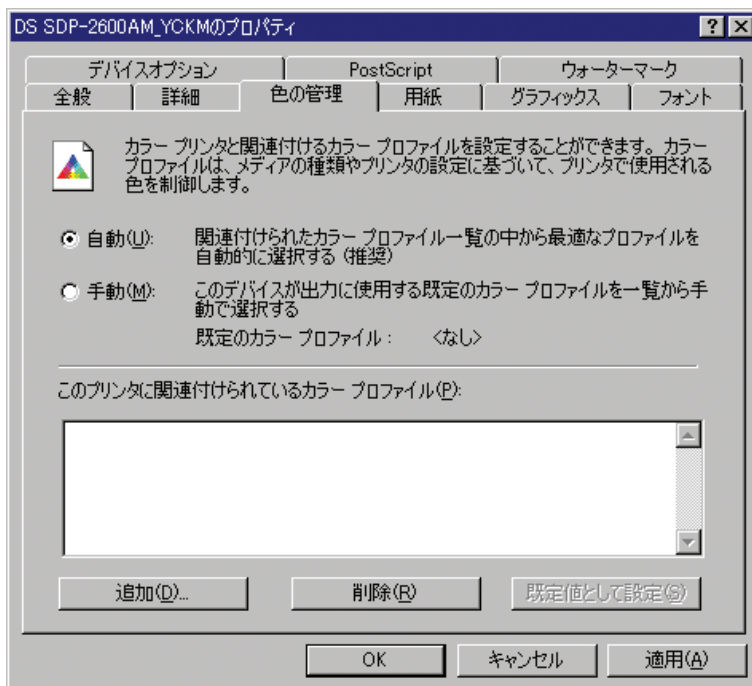 DS SDP-2600AM_YCKMのプロパティ
デバイスオプション PostScript ウォーターマーク
全般 詳細 色の管理 用紙 グラフィックス フォント
カラー プリンタと関連付けるカラー プロファイルを設定することができます。カラー
プロファイルは、メディアの種類やプリンタの設定に基づいて、プリンタで使用される
色を制御します。
自動(U): 関連付けられたカラー プロファイル一覧の中から最適なプロファイルを
自動的に選択する (推奨)
手動(M): このデバイスが出力に使用する既定のカラー プロファイルを一覧から手
動で選択する
既定のカラー プロファイル : <なし>
このプリンタに関連付けられているカラー プロファイル(P):
追加(D)... 削除(R) 既定値として設定(S)
OK キャンセル 適用(A)